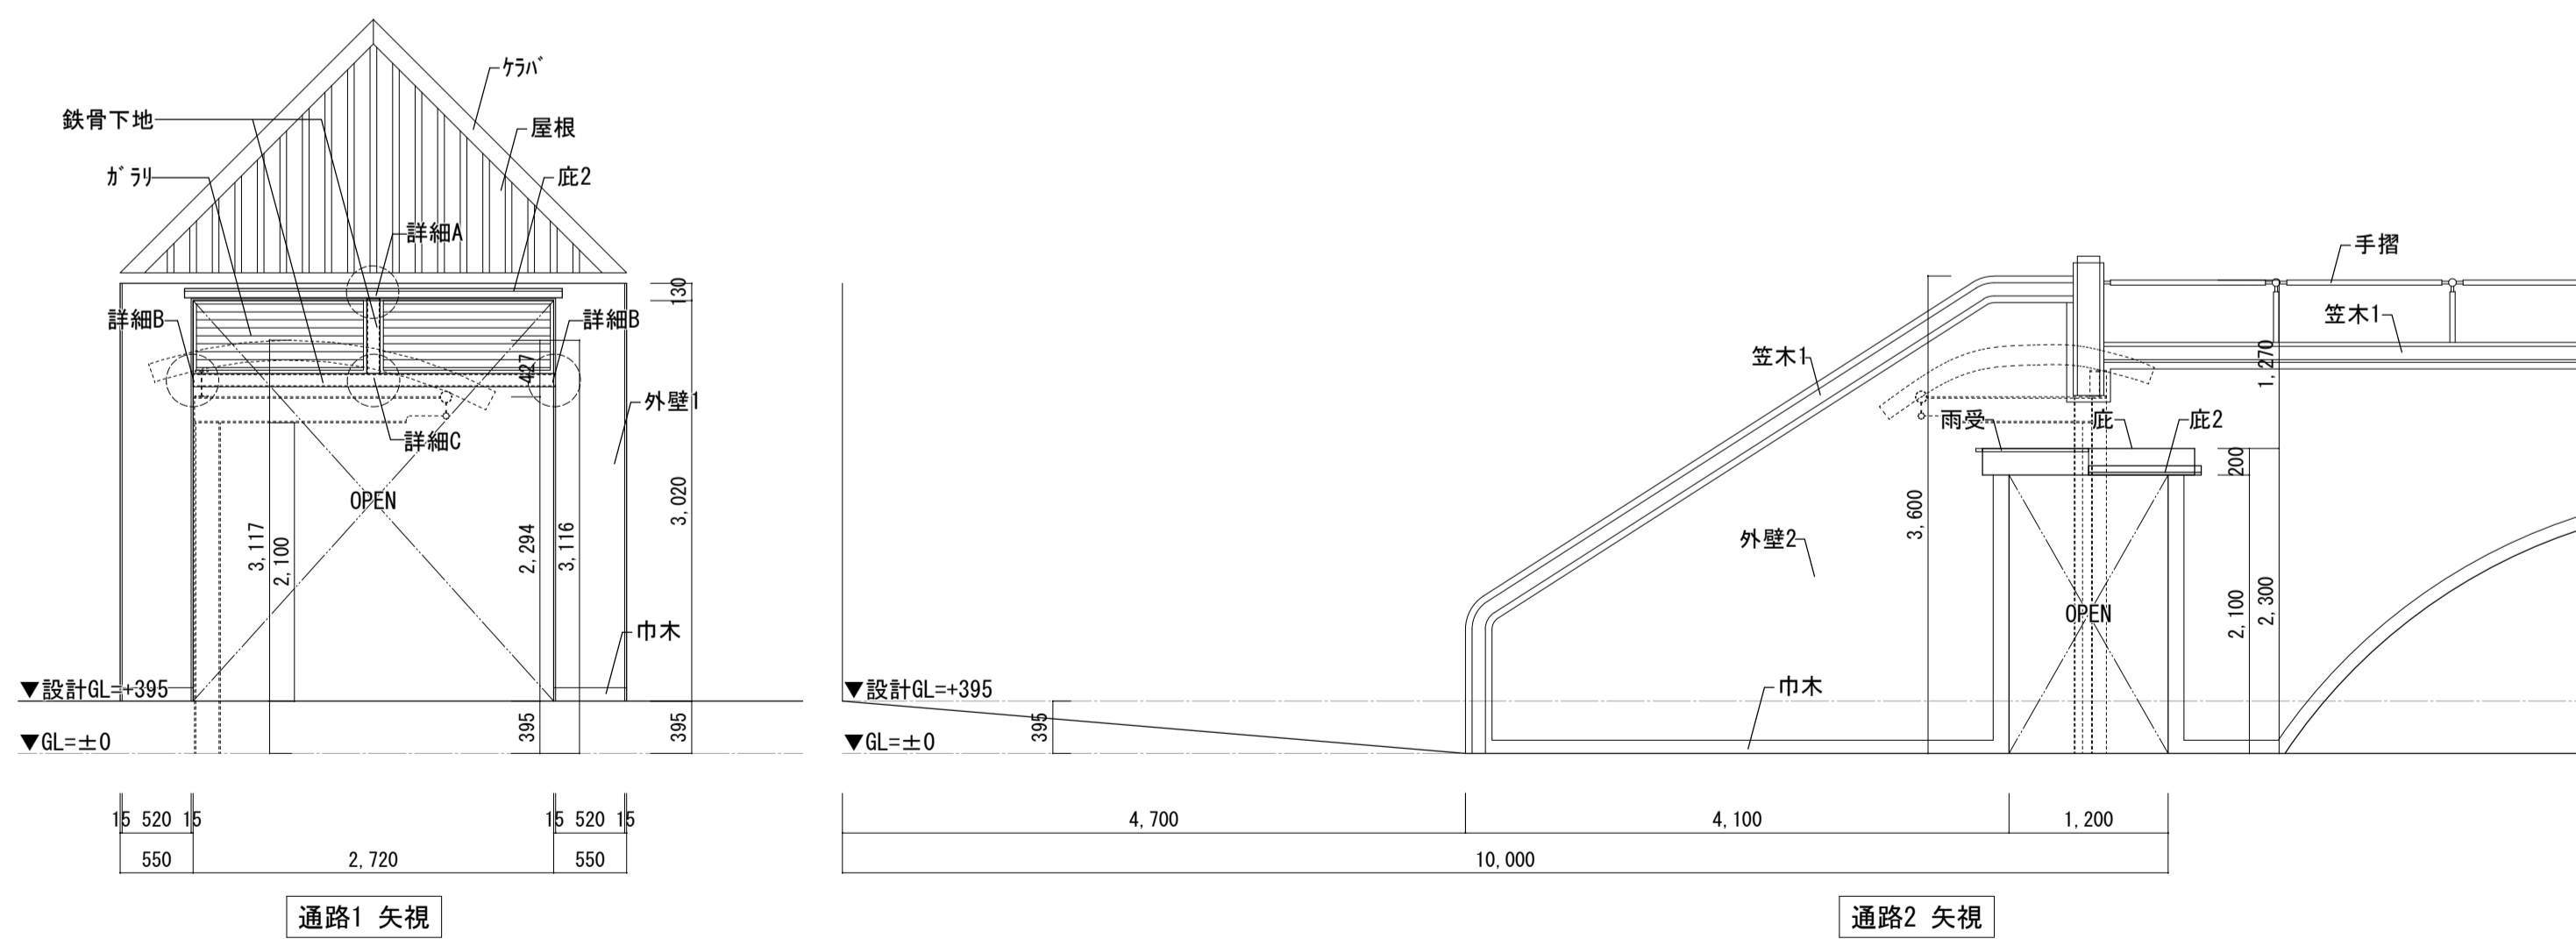 ｹﾗﾊﾞ
鉄骨下地
屋根
ｶﾞﾗﾘ
庇2
詳細A
130
詳細B
詳細B
427
外壁1
詳細C
OPEN
3,020
3,117
2,100
2,294
3,116
巾木
▼設計GL=+395
395
395
▼GL=±0
15 520 15
15 520 15
550
2,720
550
通路1 矢視
手摺
笠木1
笠木1
1,270
雨受
庇
庇2
200
3,600
外壁2
2,100
2,300
OPEN
巾木
▼設計GL=+395
395
▼GL=±0
4,700
4,100
1,200
10,000
通路2 矢視